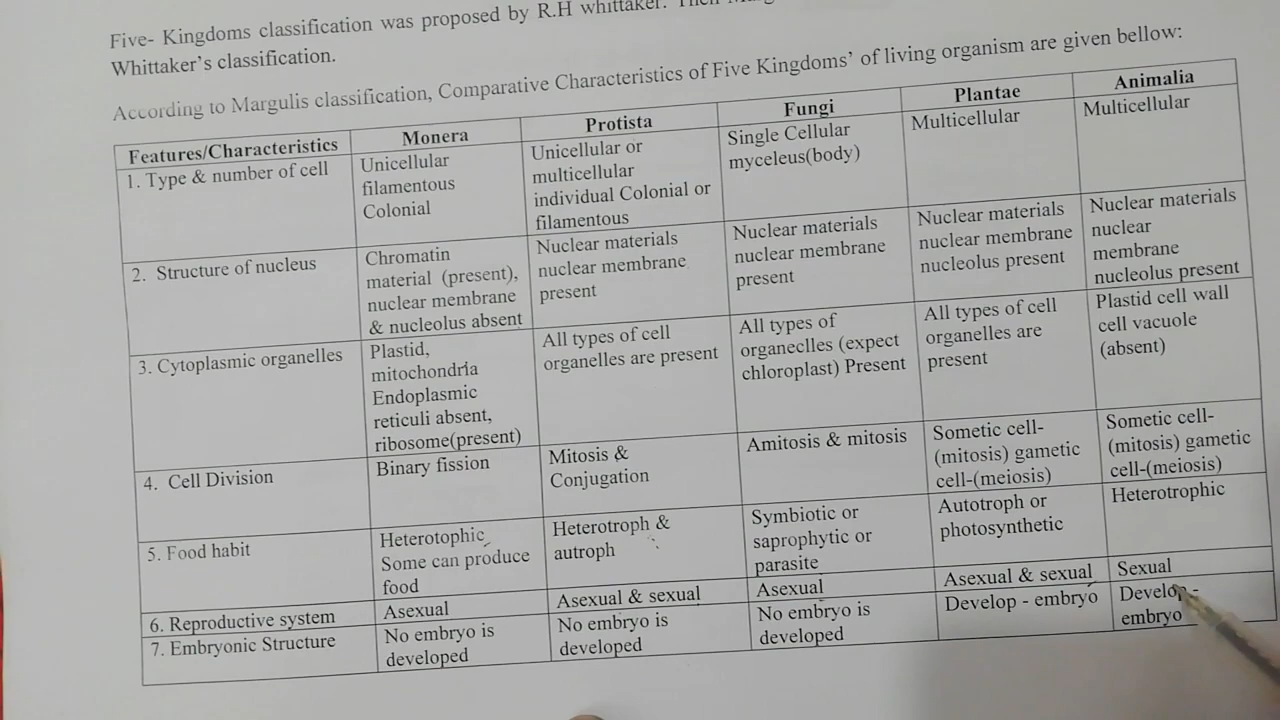 Five- Kingdoms classification was proposed by R.H whittaker.
Whittaker's classification.
According to Margulis classification, Comparative Characteristics of Five Kingdoms' of living organism are given bellow:
Features/Characteristics
Monera
Protista
Fungi
Plantae
Animalia
1. Type & number of cell
Unicellular
filamentous
Colonial
Unicellular or
multicellular
individual Colonial or
filamentous
Single Cellular
myceleus(body)
Multicellular
Multicellular
2. Structure of nucleus
Chromatin
material (present),
nuclear membrane
& nucleolus absent
Nuclear materials
nuclear membrane
present
Nuclear materials
nuclear membrane
present
Nuclear materials
nuclear membrane
nucleolus present
Nuclear materials
nuclear
membrane
nucleolus present
3. Cytoplasmic organelles
Plastid,
mitochondria
Endoplasmic
reticuli absent,
ribosome(present)
All types of cell
organelles are present
All types of
organeclles (expect
chloroplast) Present
All types of cell
organelles are
present
Plastid cell wall
cell vacuole
(absent)
4. Cell Division
Binary fission
Mitosis &
Conjugation
Amitosis & mitosis
Sometic cell-
(mitosis) gametic
cell-(meiosis)
Sometic cell-
(mitosis) gametic
cell-(meiosis)
5. Food habit
Heterotophic
Some can produce
food
Heterotroph &
autroph
Symbiotic or
saprophytic or
parasite
Autotroph or
photosynthetic
Heterotrophic
6. Reproductive system
Asexual
Asexual & sexual
Asexual
Asexual & sexual
Sexual
7. Embryonic Structure
No embryo is
developed
No embryo is
developed
No embryo is
developed
Develop - embryo
Develop -
embryo